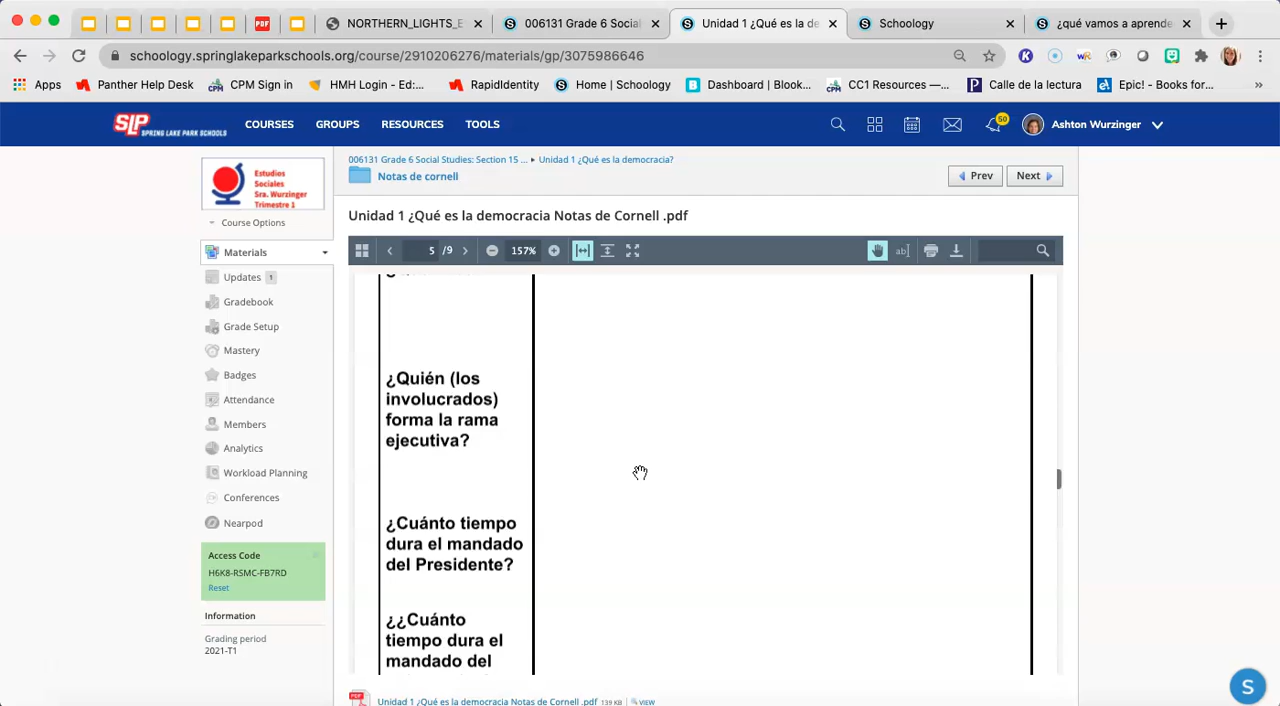 NORTHERN_LIGHTS_E
006131 Grade 6 Social
Unidad 1 ¿Qué es la de
Schoology
¿qué vamos a aprende
schoology.springlakeparkschools.org/course/2910206276/materials/gp/3075986646
Apps
Panther Help Desk
CPM Sign in
HMH Login - Ed:...
RapidIdentity
Home | Schoology
Dashboard | Blook...
CC1 Resources —...
Calle de la lectura
Epic! - Books for...
»
SLP
SPRING LAKE PARK SCHOOLS
COURSES
GROUPS
RESOURCES
TOOLS
50
Ashton Wurzinger
Estudios
Sociales
Sra. Wurzinger
Trimestre 1
Course Options
Materials
Updates 1
Gradebook
Grade Setup
Mastery
Badges
Attendance
Members
Analytics
Workload Planning
Conferences
Nearpod
Access Code
H6K8-RSMC-FB7RD
Reset
Information
Grading period
2021-T1
006131 Grade 6 Social Studies: Section 15 ... ▸ Unidad 1 ¿Qué es la democracia?
Notas de cornell
Prev
Next
Unidad 1 ¿Qué es la democracia Notas de Cornell .pdf
5 /9
157%
¿Quién (los
involucrados)
forma la rama
ejecutiva?
¿Cuánto tiempo
dura el mandado
del Presidente?
¿¿Cuánto
tiempo dura el
mandado del
Unidad 1 ¿Qué es la democracia Notas de Cornell .pdf 139 KB VIEW
S